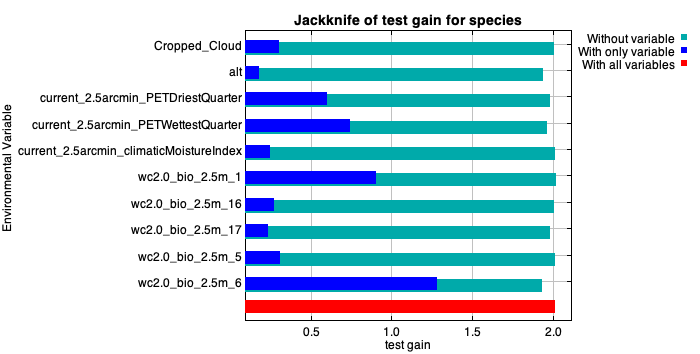 Jackknife of test gain for species
Without variable
With only variable
With all variables
Environmental Variable
Cropped_Cloud
alt
current_2.5arcmin_PETDriestQuarter
current_2.5arcmin_PETWettestQuarter
current_2.5arcmin_climaticMoistureIndex
wc2.0_bio_2.5m_1
wc2.0_bio_2.5m_16
wc2.0_bio_2.5m_17
wc2.0_bio_2.5m_5
wc2.0_bio_2.5m_6
0.5 1.0 1.5 2.0
test gain